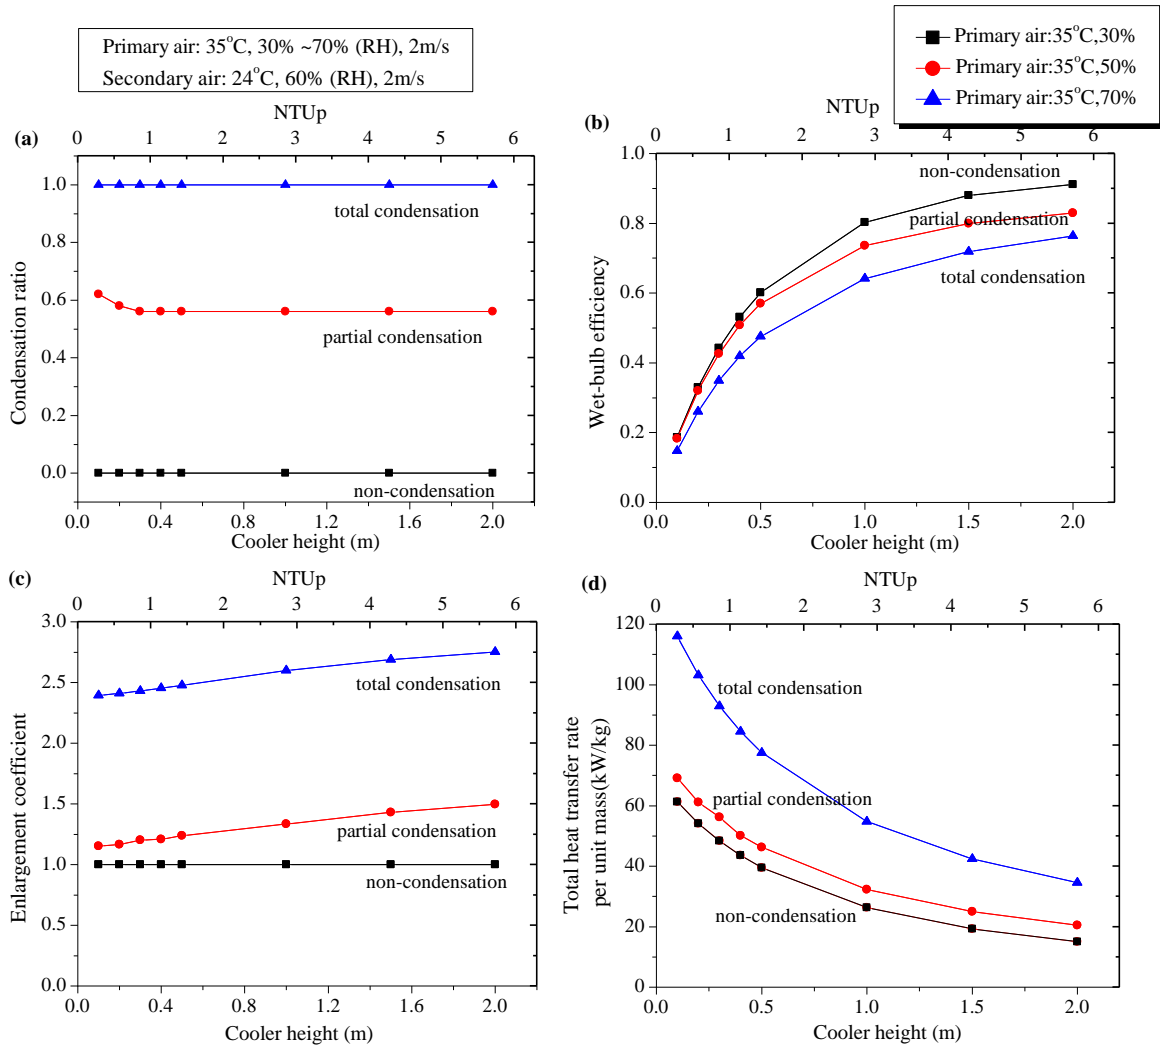 Primary air: 35°C, 30% ~70% (RH), 2m/s
Secondary air: 24°C, 60% (RH), 2m/s
Primary air:35°C,30%
Primary air:35°C,50%
Primary air:35°C,70%
(a)
NTUp
0 1 2 3 4 5 6
1.0
0.8
0.6
0.4
0.2
0.0
Condensation ratio
total condensation
partial condensation
non-condensation
0.0 0.4 0.8 1.2 1.6 2.0
Cooler height (m)
(b)
NTUp
0 1 2 3 4 5 6
1.0
0.8
0.6
0.4
0.2
0.0
Wet-bulb efficiency
non-condensation
partial condensation
total condensation
0.0 0.5 1.0 1.5 2.0
Cooler height (m)
(c)
NTUp
0 1 2 3 4 5 6
3.0
2.5
2.0
1.5
1.0
0.5
0.0
Enlargement coefficient
total condensation
partial condensation
non-condensation
0.0 0.4 0.8 1.2 1.6 2.0
Cooler height (m)
(d)
NTUp
0 1 2 3 4 5 6
120
100
80
60
40
20
0
Total heat transfer rate
per unit mass(kW/kg)
total condensation
partial condensation
non-condensation
0.0 0.5 1.0 1.5 2.0
Cooler height (m)